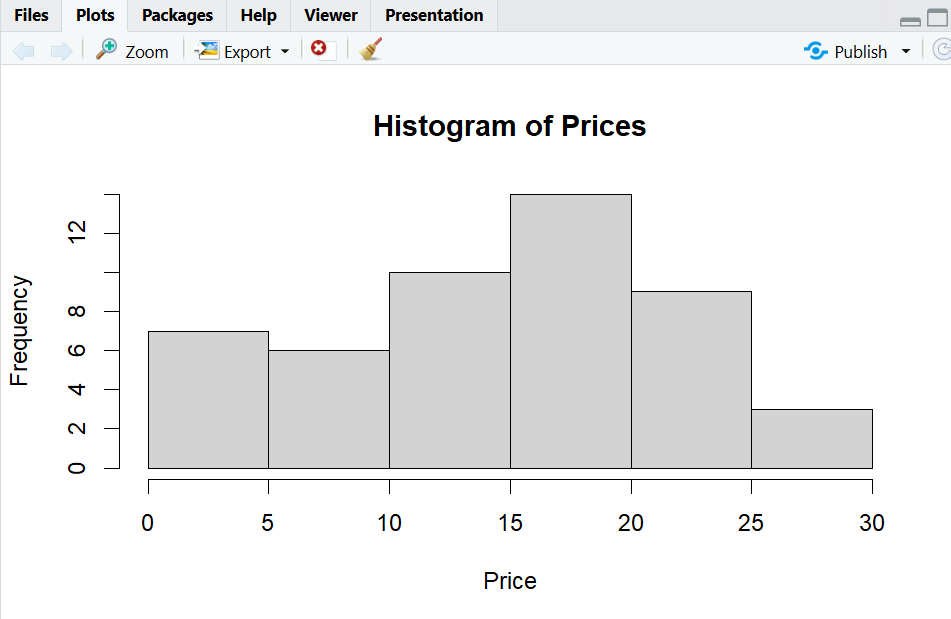 Files Plots Packages Help Viewer Presentation
Zoom Export Publish
Histogram of Prices
Frequency
12
8
6
4
2
0
0 5 10 15 20 25 30
Price